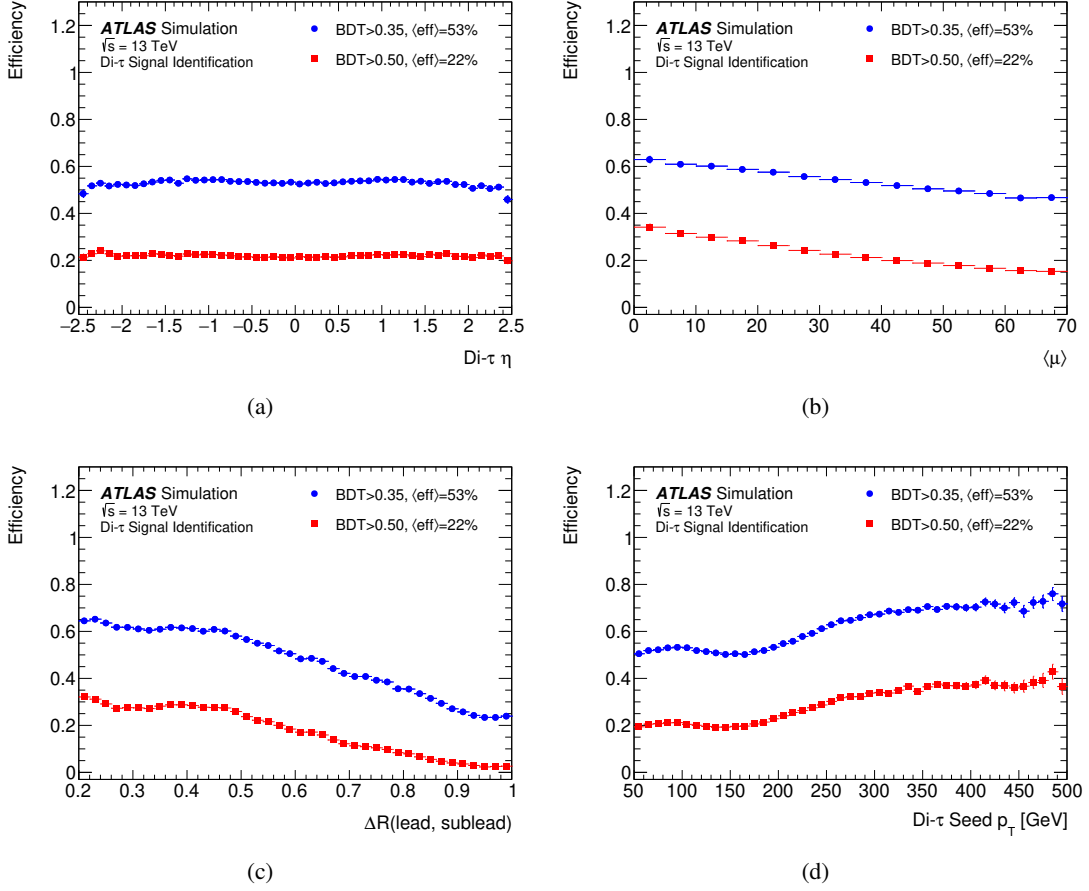 Efficiency
1.2
1
0.8
0.6
0.4
0.2
0
ATLAS Simulation
√s = 13 TeV
Di-τ Signal Identification
BDT>0.35, ⟨eff⟩=53%
BDT>0.50, ⟨eff⟩=22%
−2.5 −2 −1.5 −1 −0.5 0 0.5 1 1.5 2 2.5
Di-τ η
(a)
Efficiency
1.2
1
0.8
0.6
0.4
0.2
0
ATLAS Simulation
√s = 13 TeV
Di-τ Signal Identification
BDT>0.35, ⟨eff⟩=53%
BDT>0.50, ⟨eff⟩=22%
0 10 20 30 40 50 60 70
⟨μ⟩
(b)
Efficiency
1.2
1
0.8
0.6
0.4
0.2
0
ATLAS Simulation
√s = 13 TeV
Di-τ Signal Identification
BDT>0.35, ⟨eff⟩=53%
BDT>0.50, ⟨eff⟩=22%
0.2 0.3 0.4 0.5 0.6 0.7 0.8 0.9 1
ΔR(lead, sublead)
(c)
Efficiency
1.2
1
0.8
0.6
0.4
0.2
0
ATLAS Simulation
√s = 13 TeV
Di-τ Signal Identification
BDT>0.35, ⟨eff⟩=53%
BDT>0.50, ⟨eff⟩=22%
50 100 150 200 250 300 350 400 450 500
Di-τ Seed p_T [GeV]
(d)